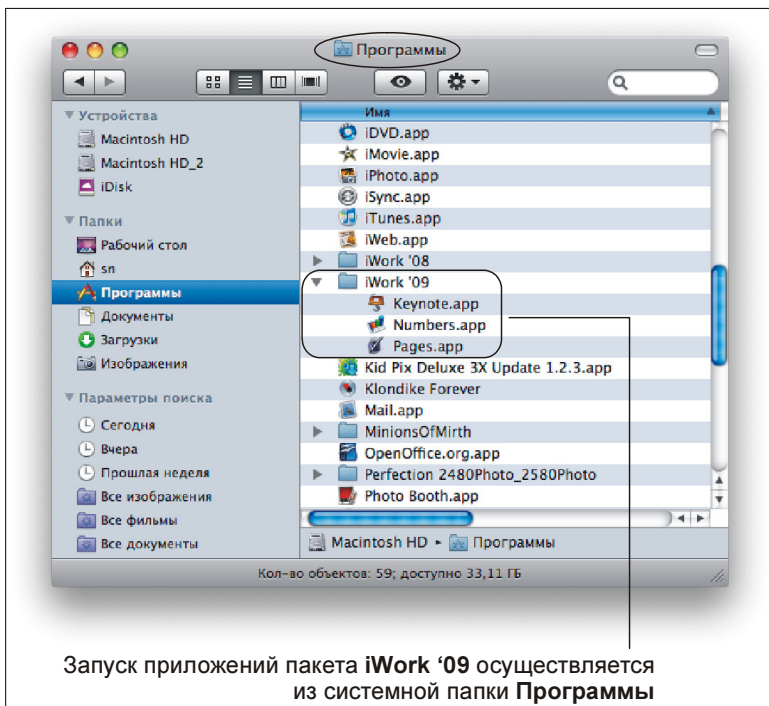 Программы
Устройства
Macintosh HD
Macintosh HD_2
iDisk
Папки
Рабочий стол
sn
Программы
Документы
Загрузки
Изображения
Параметры поиска
Сегодня
Вчера
Прошлая неделя
Все изображения
Все фильмы
Все документы
Имя
iDVD.app
iMovie.app
iPhoto.app
iSync.app
iTunes.app
iWeb.app
iWork '08
iWork '09
Keynote.app
Numbers.app
Pages.app
Kid Pix Deluxe 3X Update 1.2.3.app
Klondike Forever
Mail.app
MinionsOfMirth
OpenOffice.org.app
Perfection 2480Photo_2580Photo
Photo Booth.app
Macintosh HD ▸ Программы
Кол-во объектов: 59; доступно 33,11 ГБ
Запуск приложений пакета iWork ‘09 осуществляется
из системной папки Программы